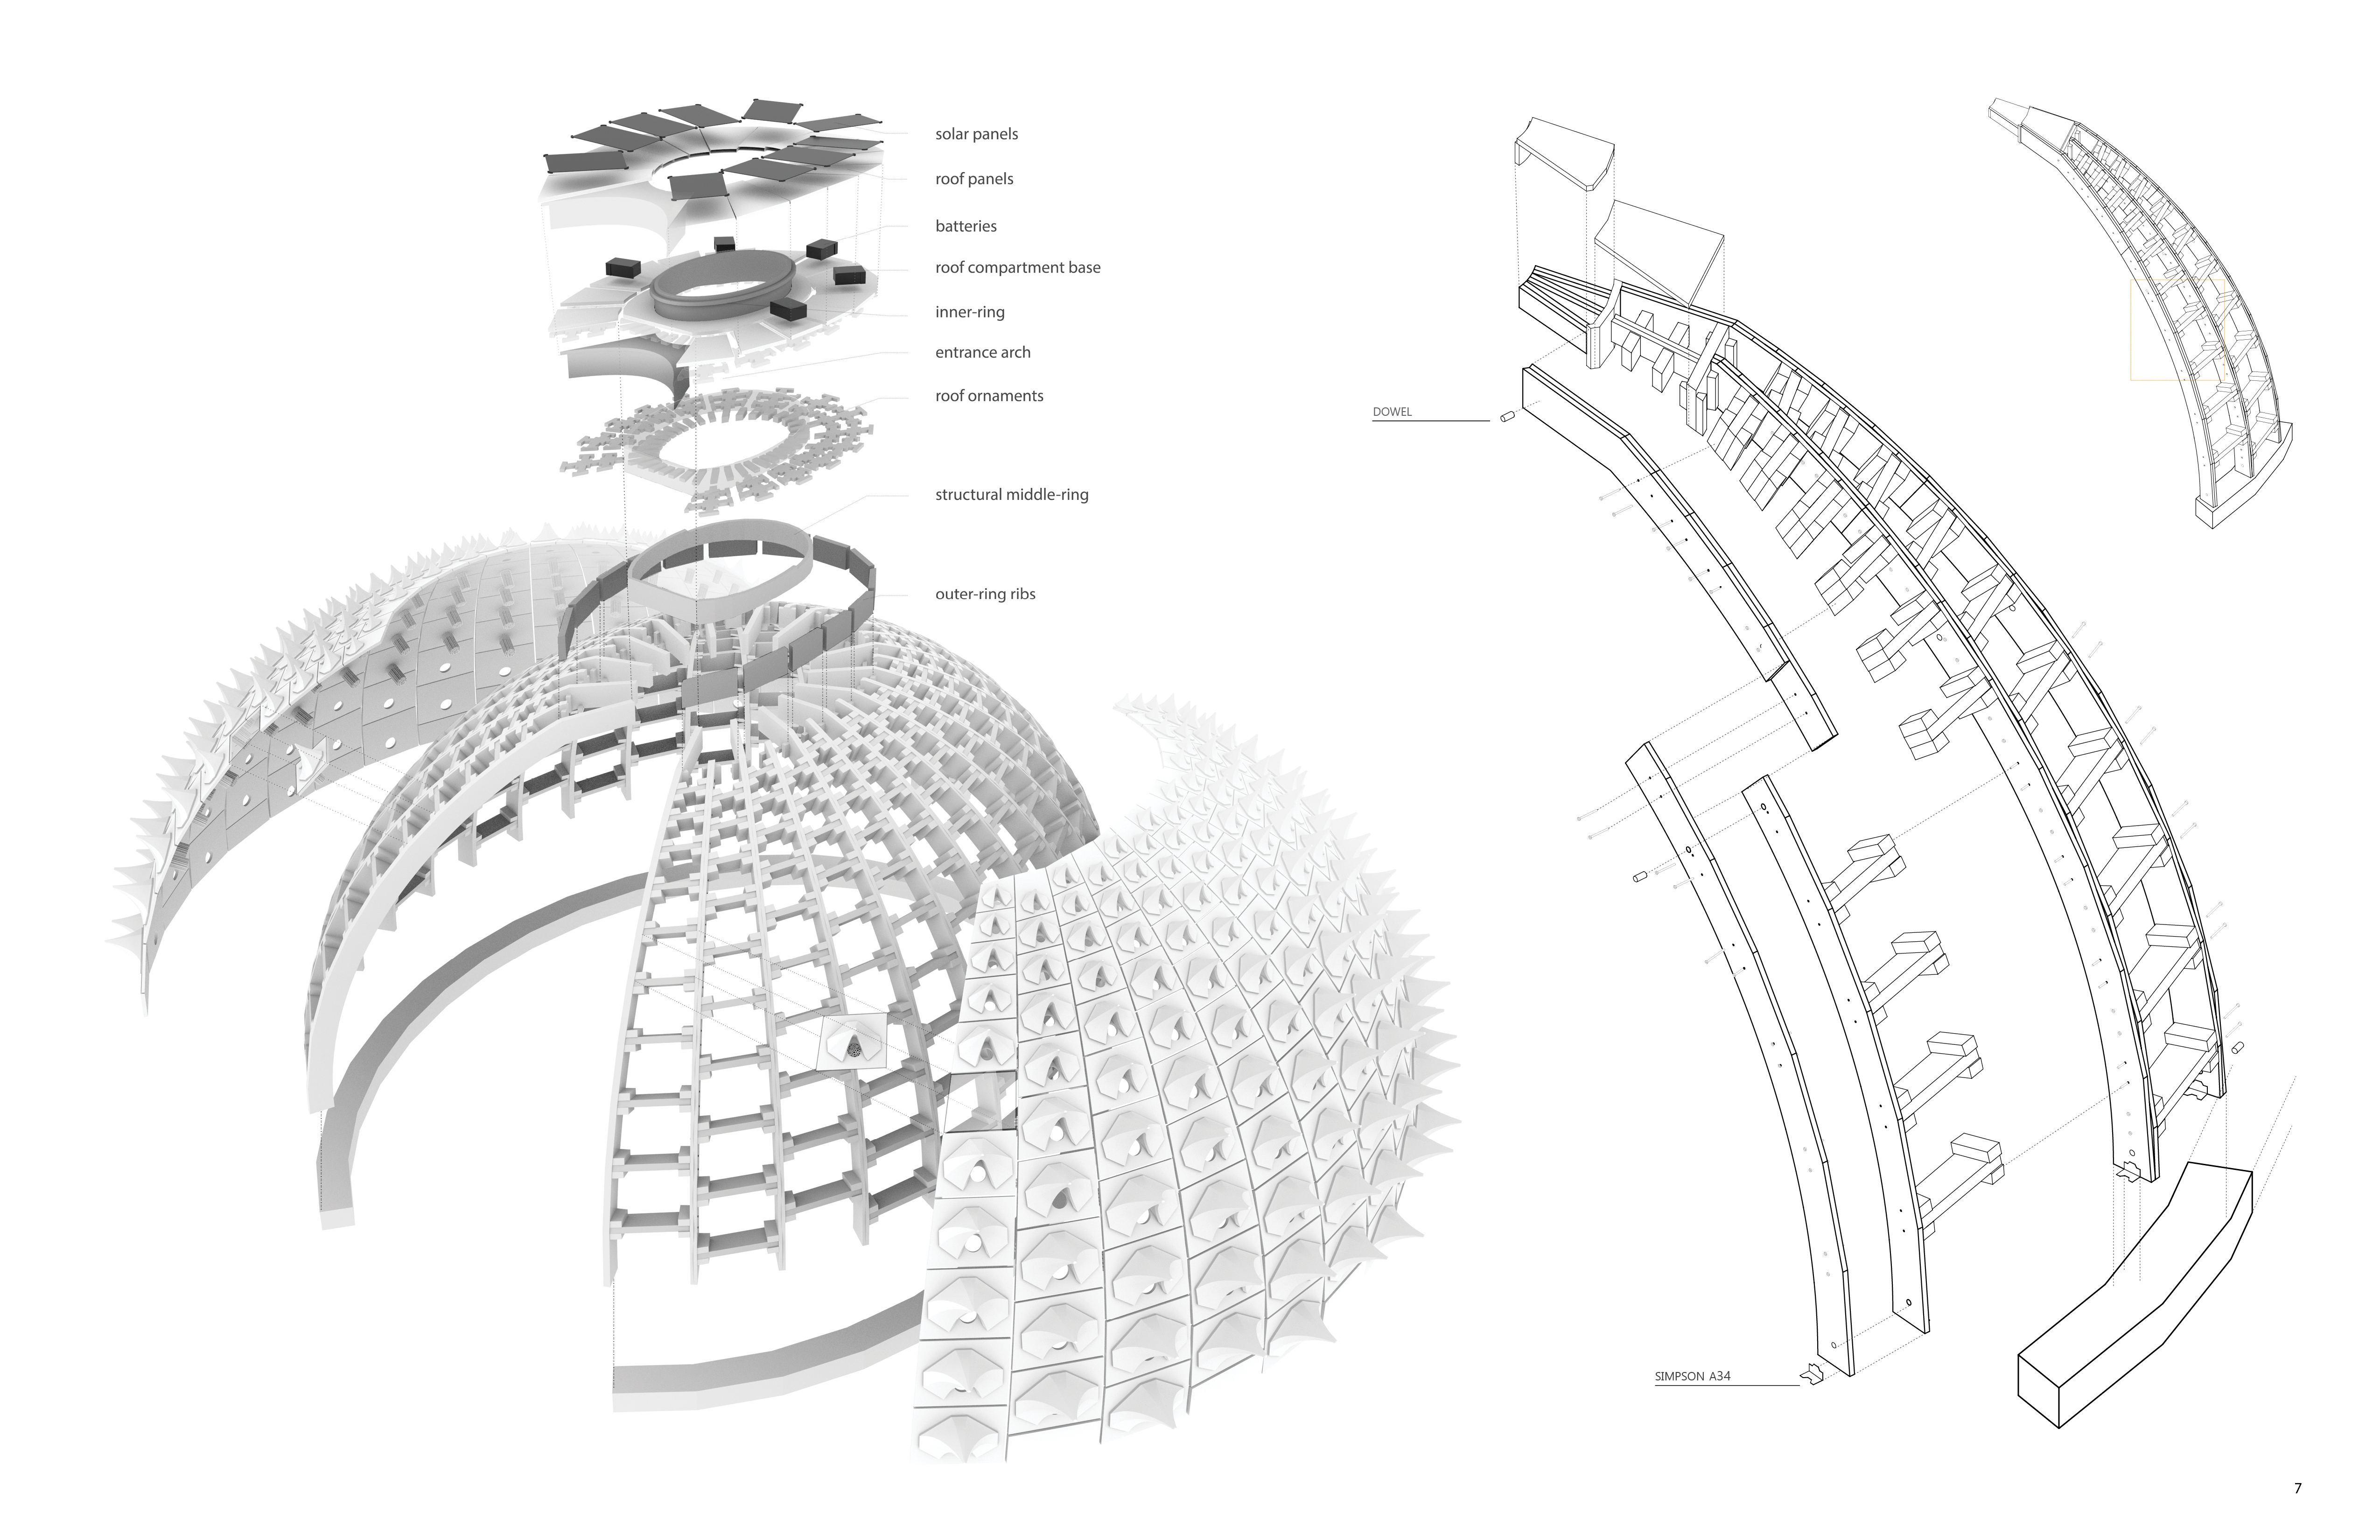 solar panels
roof panels
batteries
roof compartment base
inner-ring
entrance arch
roof ornaments
structural middle-ring
outer-ring ribs
DOWEL
SIMPSON A34
7